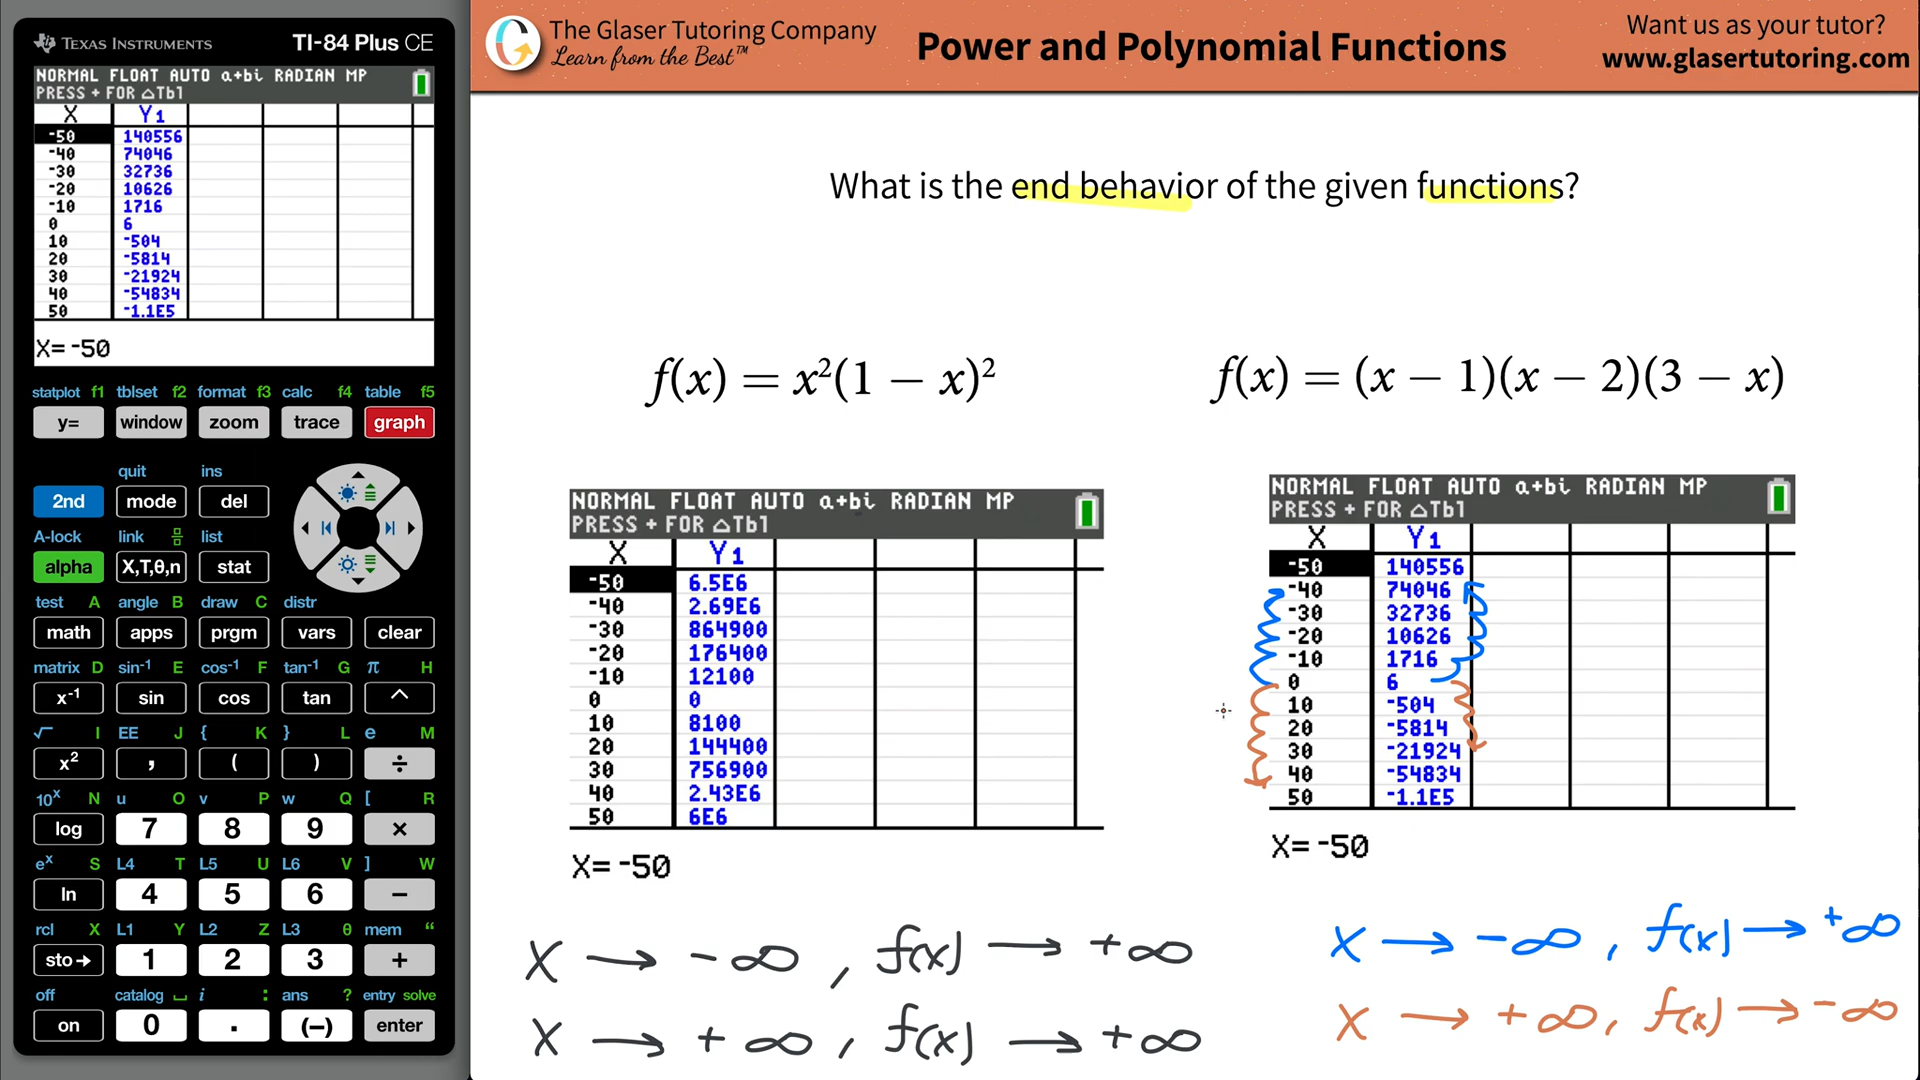 TEXAS INSTRUMENTS TI-84 Plus CE
NORMAL FLOAT AUTO a+bi RADIAN MP
PRESS + FOR △Tbl
X Y1
-50 140556
-40 74046
-30 32736
-20 10626
-10 1716
0 6
10 -504
20 -5814
30 -21924
40 -54834
50 -1.1E5
X= -50
statplot f1 tblset f2 format f3 calc f4 table f5
y= window zoom trace graph
quit ins
2nd mode del
A-lock link list
alpha X,T,θ,n stat
test A angle B draw C distr
math apps prgm vars clear
matrix D sin⁻¹ E cos⁻¹ F tan⁻¹ G π H
x⁻¹ sin cos tan ^
√ I EE J { K } L e M
x² , ( ) ÷
10ˣ N u O v P w Q [ R
log 7 8 9 ×
eˣ S L4 T L5 U L6 V ] W
ln 4 5 6 −
rcl X L1 Y L2 Z L3 θ mem “
sto→ 1 2 3 +
off catalog ⎵ i : ans ? entry solve
on 0 . (−) enter
The Glaser Tutoring Company
Learn from the Best™
Power and Polynomial Functions
Want us as your tutor?
www.glasertutoring.com
What is the end behavior of the given functions?
f(x) = x²(1 − x)²
NORMAL FLOAT AUTO a+bi RADIAN MP
PRESS + FOR △Tbl
X Y1
-50 6.5E6
-40 2.69E6
-30 864900
-20 176400
-10 12100
0 0
10 8100
20 144400
30 756900
40 2.43E6
50 6E6
X= -50
x → -∞, f(x) → +∞
x → +∞, f(x) → +∞
f(x) = (x − 1)(x − 2)(3 − x)
NORMAL FLOAT AUTO a+bi RADIAN MP
PRESS + FOR △Tbl
X Y1
-50 140556
-40 74046
-30 32736
-20 10626
-10 1716
0 6
10 -504
20 -5814
30 -21924
40 -54834
50 -1.1E5
X= -50
x → -∞, f(x) → +∞
x → +∞, f(x) → -∞